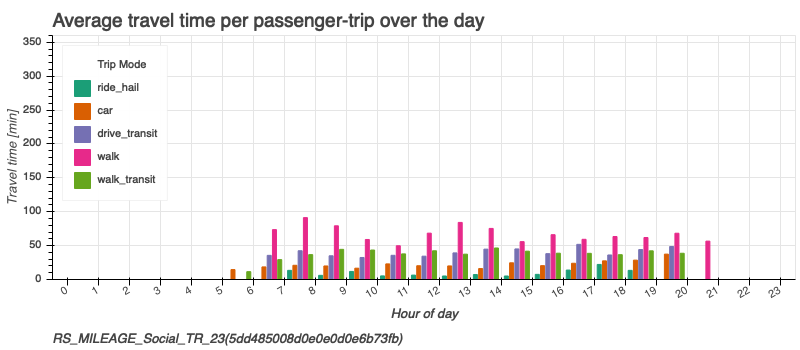 Average travel time per passenger-trip over the day
Travel time [min]
350
300
250
200
150
100
50
0
Trip Mode
ride_hail
car
drive_transit
walk
walk_transit
0 1 2 3 4 5 6 7 8 9 10 11 12 13 14 15 16 17 18 19 20 21 22 23
Hour of day
RS_MILEAGE_Social_TR_23(5dd485008d0e0e0d0e6b73fb)